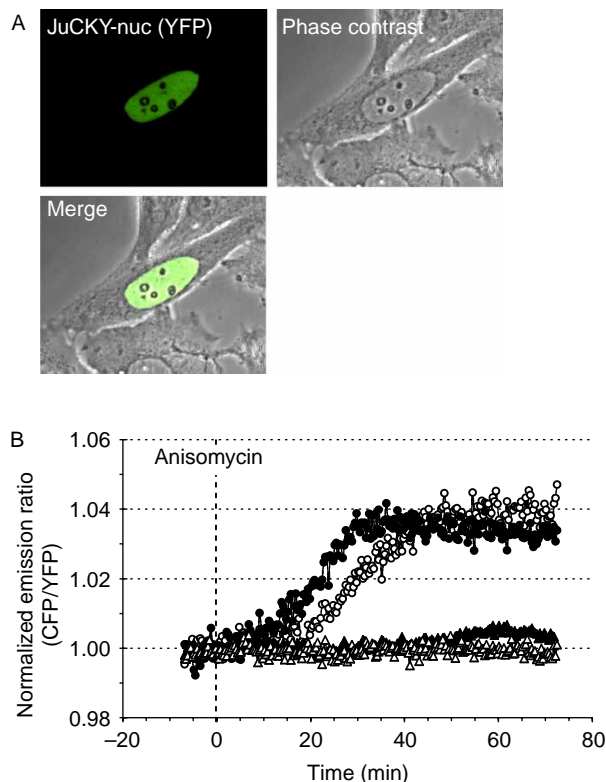 A
JuCKY-nuc (YFP)
Phase contrast
Merge
B
Anisomycin
Normalized emission ratio
(CFP/YFP)
1.06
1.04
1.02
1.00
0.98
−20
0
20
40
60
80
Time (min)